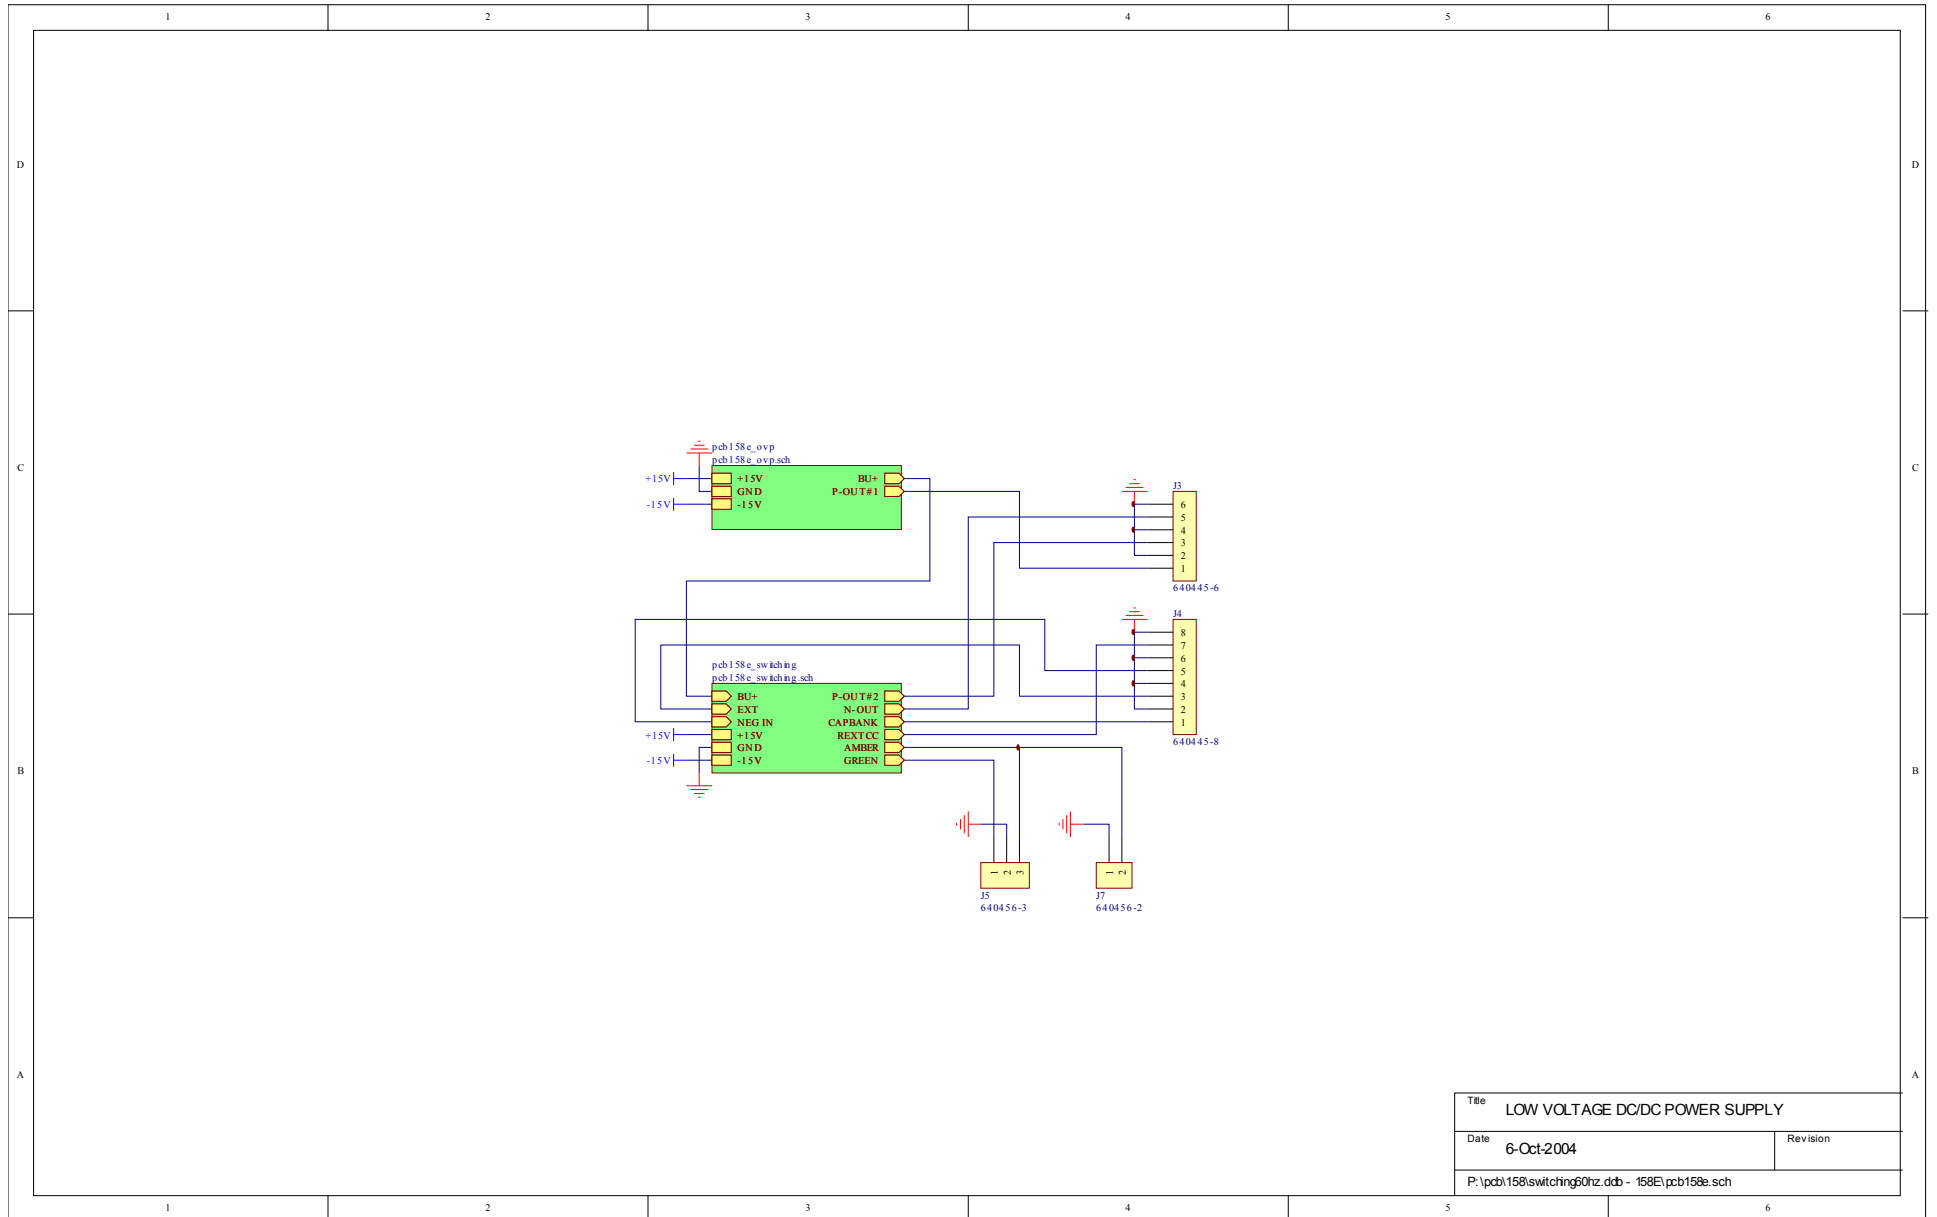 1 2 3 4 5 6
D D
C C
B B
A A
pcb158e_ovp
pcb158e_ovp.sch
+15V +15V BU+
GND P-OUT#1
-15V -15V
J3
6
5
4
3
2
1
640445-6
J4
8
7
6
5
4
3
2
1
640445-8
pcb158e_switching
pcb158e_switching.sch
BU+ P-OUT#2
EXT N-OUT
NEG IN CAPBANK
+15V +15V REXTCC
GND AMBER
-15V -15V GREEN
1 2 3
J5
640456-3
1 2
J7
640456-2
Title
LOW VOLTAGE DC/DC POWER SUPPLY
Date 6-Oct-2004 Revision
P:\pcb\158\switching60hz.ddb - 158E\pcb158e.sch
1 2 3 4 5 6